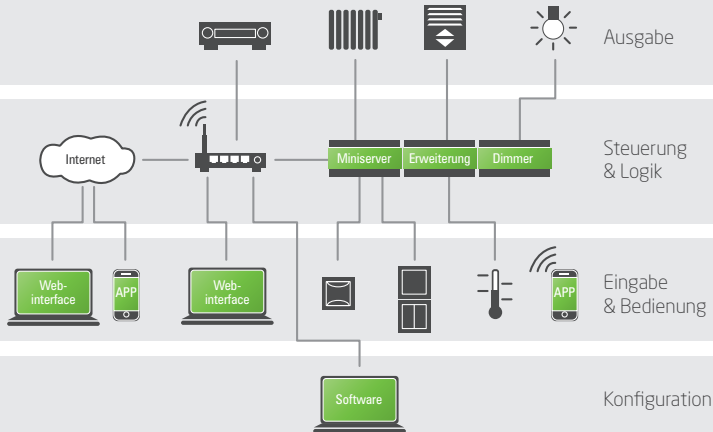 Ausgabe
Internet
Miniserver
Erweiterung
Dimmer
Steuerung
& Logik
Web-
interface
APP
Web-
interface
APP
Eingabe
& Bedienung
Software
Konfiguration